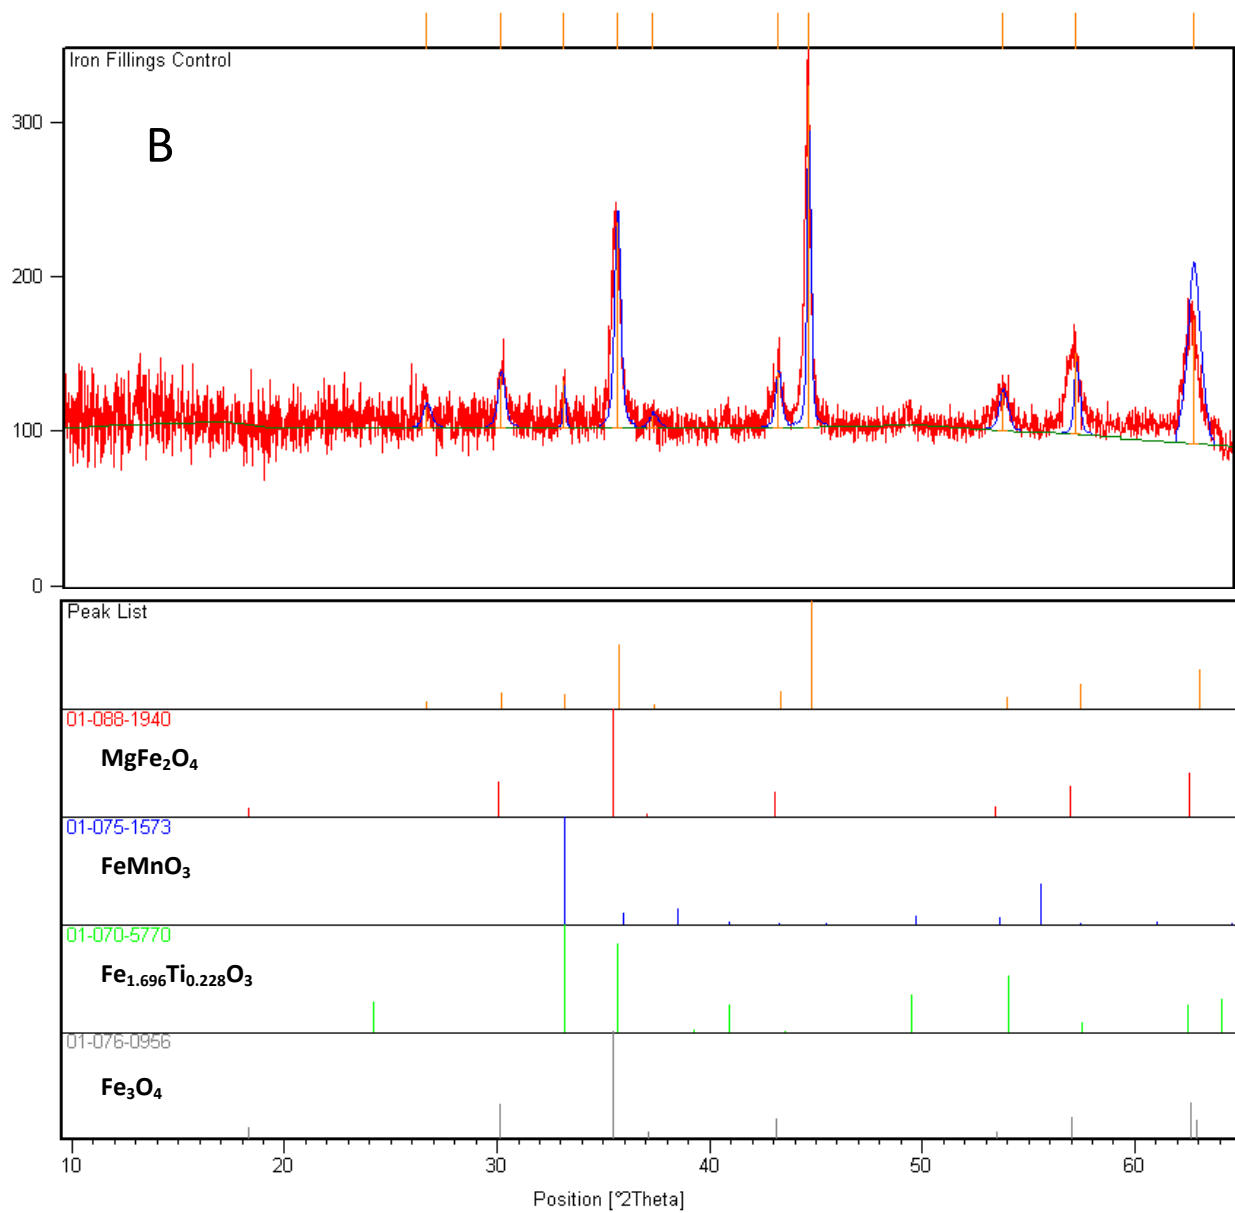 Iron Fillings Control
B
300
200
100
0
Peak List
01-088-1940
MgFe₂O₄
01-075-1573
FeMnO₃
01-070-5770
Fe₁.₆₉₆Ti₀.₂₂₈O₃
01-076-0956
Fe₃O₄
10 20 30 40 50 60
Position [°2Theta]